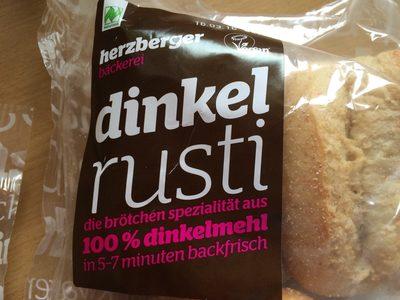 herzberger
bäckerei
dinkel
rusti
die brötchen spezialität aus
100 % dinkelmehl
in 5-7 minuten backfrisch